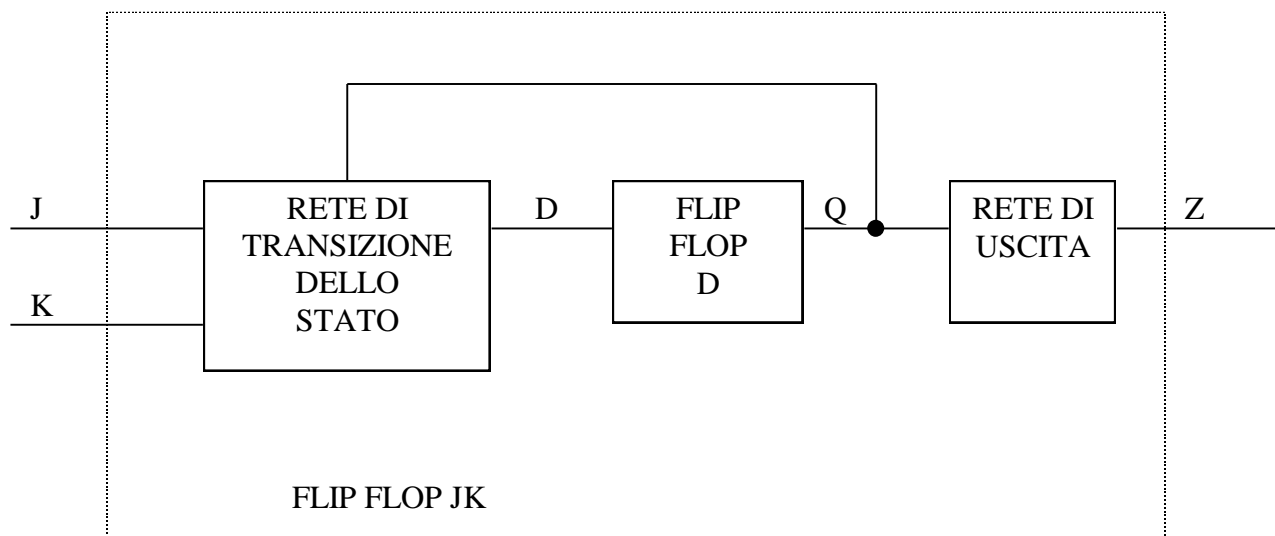 J
K
RETE DI
TRANSIZIONE
DELLO
STATO
D
FLIP
FLOP
D
Q
RETE DI
USCITA
Z
FLIP FLOP JK